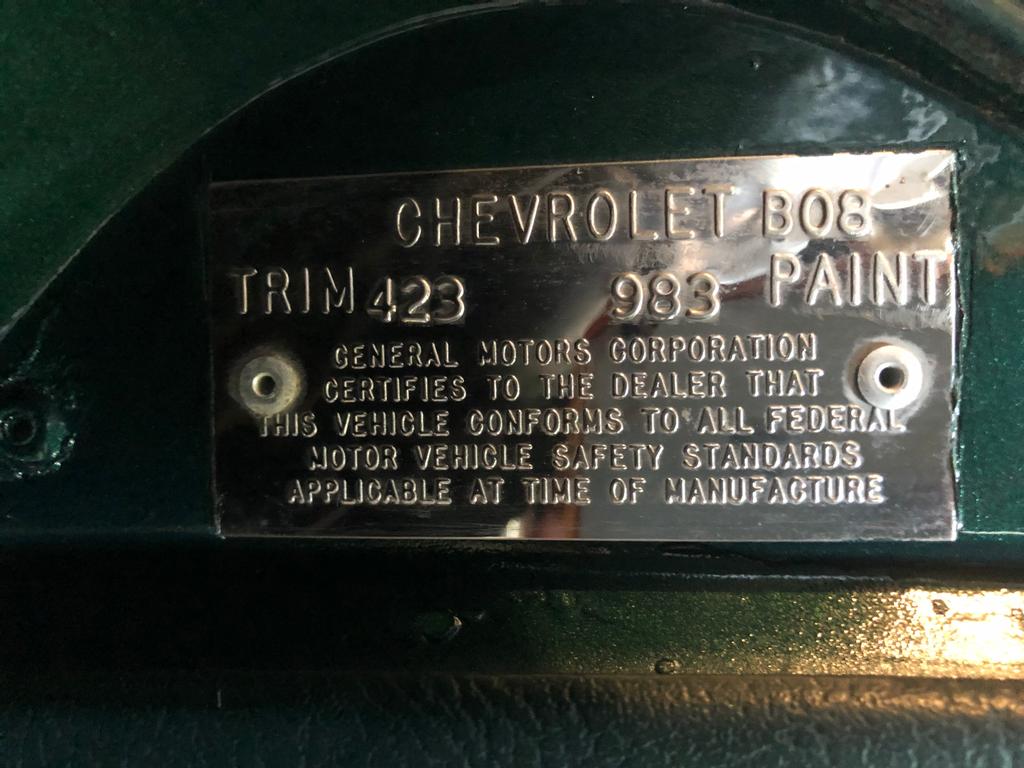 CHEVROLET B08
TRIM 423 983 PAINT
GENERAL MOTORS CORPORATION
CERTIFIES TO THE DEALER THAT
THIS VEHICLE CONFORMS TO ALL FEDERAL
MOTOR VEHICLE SAFETY STANDARDS
APPLICABLE AT TIME OF MANUFACTURE